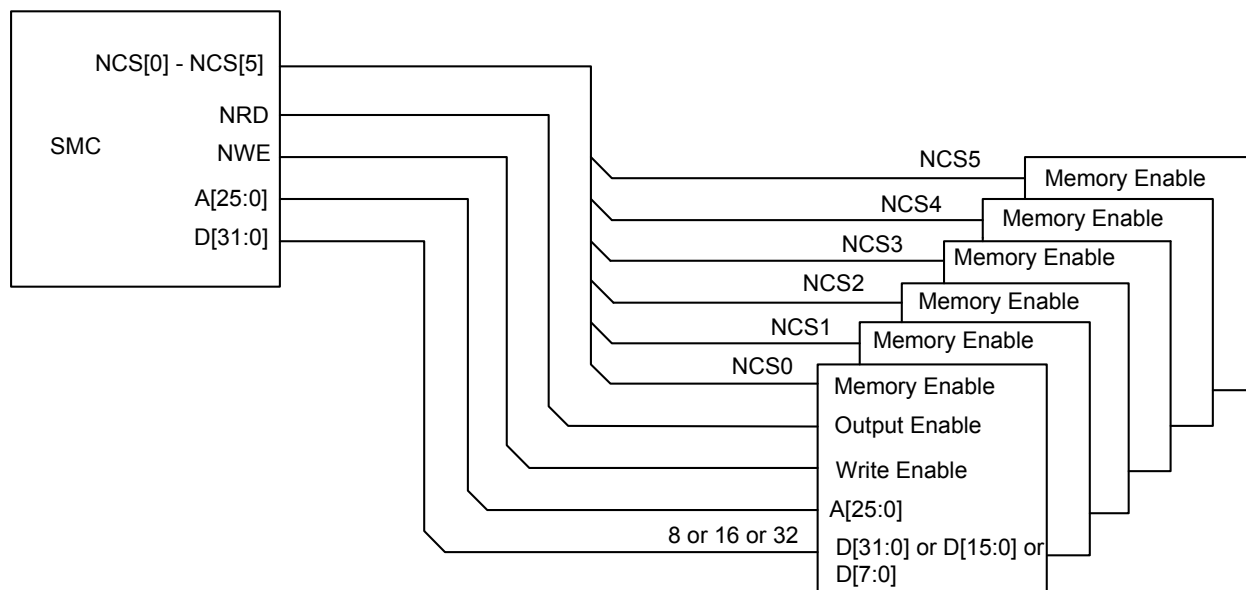 NCS[0] - NCS[5]
NRD
SMC
NWE
A[25:0]
D[31:0]
NCS5
Memory Enable
NCS4
Memory Enable
NCS3
Memory Enable
NCS2
Memory Enable
NCS1
Memory Enable
NCS0
Memory Enable
Output Enable
Write Enable
A[25:0]
8 or 16 or 32
D[31:0] or D[15:0] or
D[7:0]